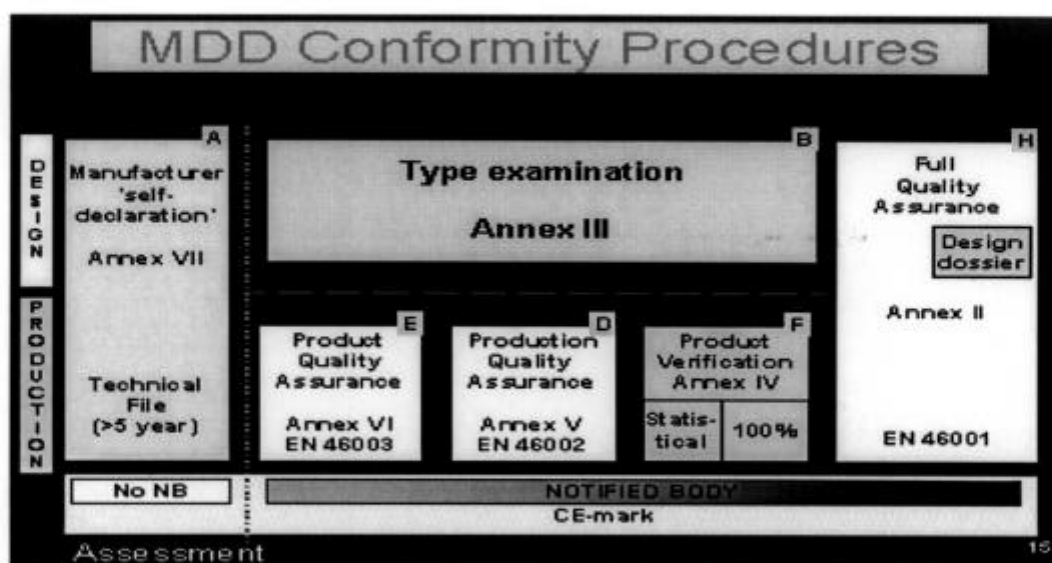 MDD Conformity Procedures
DESIGN
PRODUCTION
A
Manufacturer
'self-
declaration'
Annex VII
Technical
File
(>5 year)
B
Type examination
Annex III
E
Product
Quality
Assurance
Annex VI
EN 46003
D
Production
Quality
Assurance
Annex V
EN 46002
F
Product
Verification
Annex IV
Statis-
tical
100%
H
Full
Quality
Assurance
Design
dossier
Annex II
EN 46001
No NB
NOTIFIED BODY
CE-mark
Assessment
15